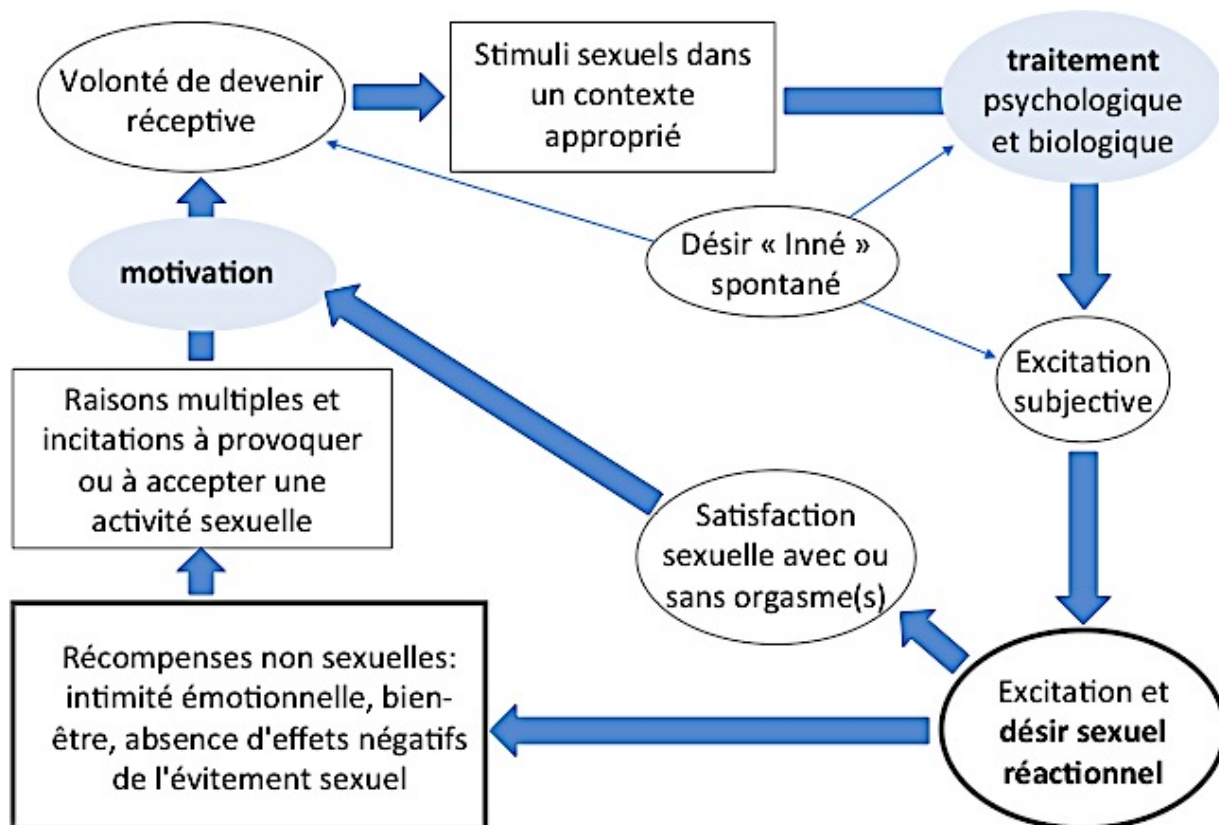 Volonté de devenir
réceptive
Stimuli sexuels dans
un contexte
approprié
traitement
psychologique
et biologique
Désir « Inné »
spontané
motivation
Excitation
subjective
Raisons multiples et
incitations à provoquer
ou à accepter une
activité sexuelle
Satisfaction
sexuelle avec ou
sans orgasme(s)
Récompenses non sexuelles:
intimité émotionnelle, bien-
être, absence d'effets négatifs
de l'évitement sexuel
Excitation et
désir sexuel
réactionnel